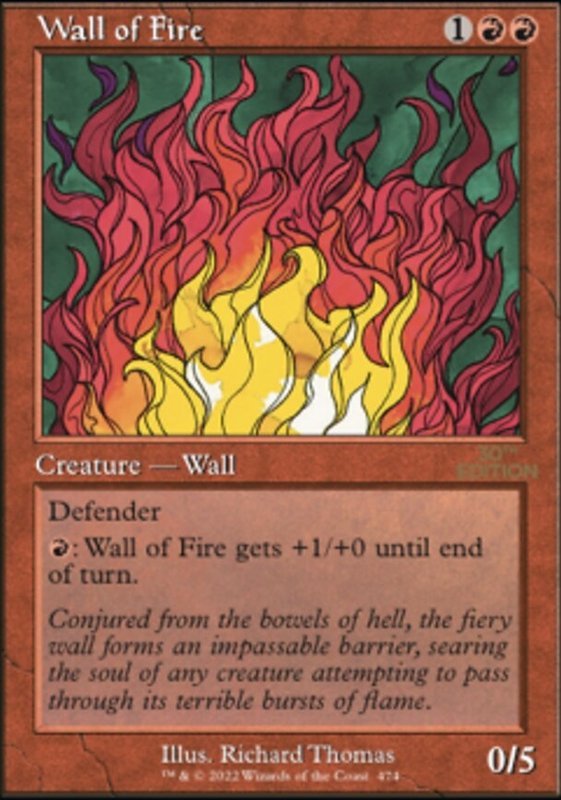 Wall of Fire 1
30TH
Creature — Wall EDITION
Defender
: Wall of Fire gets +1/+0 until end
of turn.
Conjured from the bowels of hell, the fiery
wall forms an impassable barrier, searing
the soul of any creature attempting to pass
through its terrible bursts of flame.
Illus. Richard Thomas
™ & © 2022 Wizards of the Coast 474
0/5